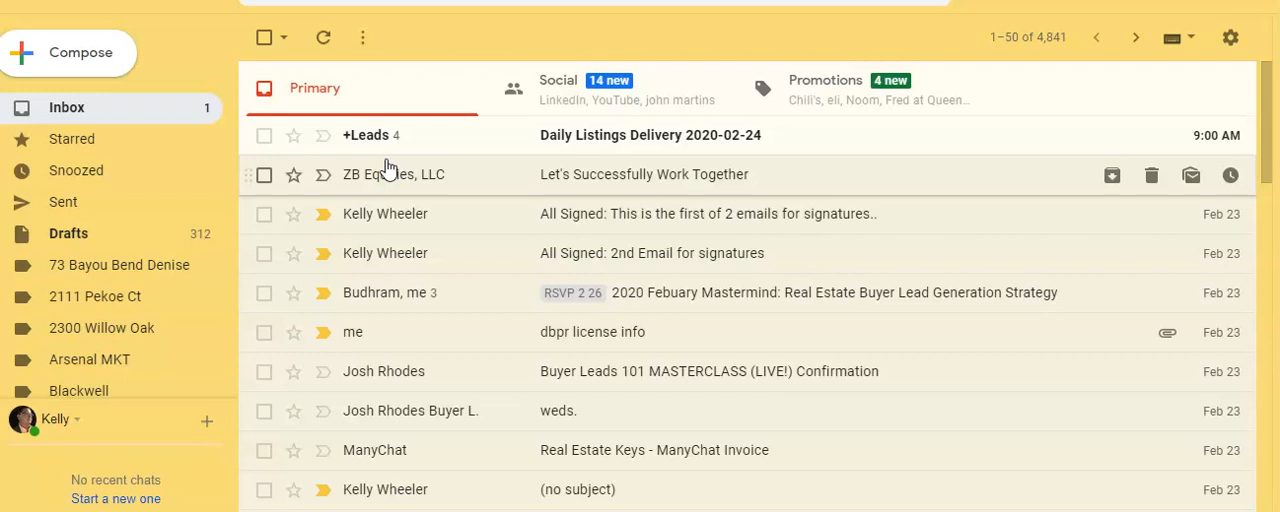 Compose
1–50 of 4,841
Inbox 1
Starred
Snoozed
Sent
Drafts 312
73 Bayou Bend Denise
2111 Pekoe Ct
2300 Willow Oak
Arsenal MKT
Blackwell
Kelly
No recent chats
Start a new one
Primary
Social 14 new
LinkedIn, YouTube, john martins
Promotions 4 new
Chili's, eli, Noom, Fred at Queen...
+Leads 4 Daily Listings Delivery 2020-02-24 9:00 AM
ZB LLC Let's Successfully Work Together
Kelly Wheeler All Signed: This is the first of 2 emails for signatures.. Feb 23
Kelly Wheeler All Signed: 2nd Email for signatures Feb 23
Budhram, me 3 RSVP 2 26 2020 Febuary Mastermind: Real Estate Buyer Lead Generation Strategy Feb 23
me dbpr license info Feb 23
Josh Rhodes Buyer Leads 101 MASTERCLASS (LIVE!) Confirmation Feb 23
Josh Rhodes Buyer L. weds. Feb 23
ManyChat Real Estate Keys - ManyChat Invoice Feb 23
Kelly Wheeler (no subject) Feb 23